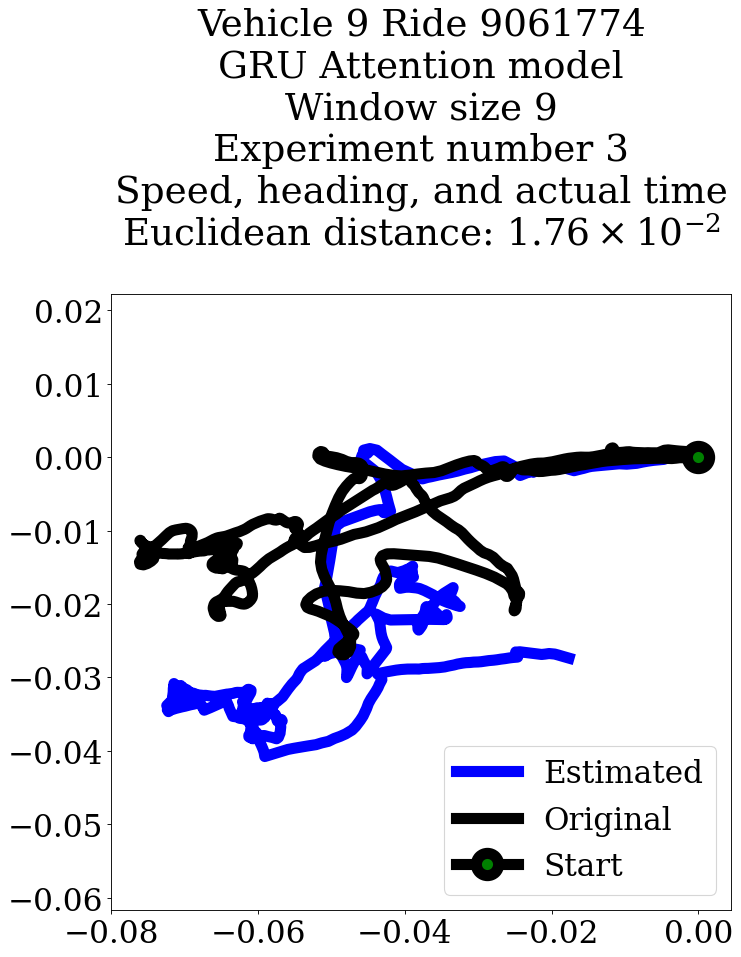 Vehicle 9 Ride 9061774
GRU Attention model
Window size 9
Experiment number 3
Speed, heading, and actual time
Euclidean distance: 1.76 × 10⁻²
0.02
0.01
0.00
−0.01
−0.02
−0.03
−0.04
−0.05
−0.06
Estimated
Original
Start
−0.08 −0.06 −0.04 −0.02 0.00